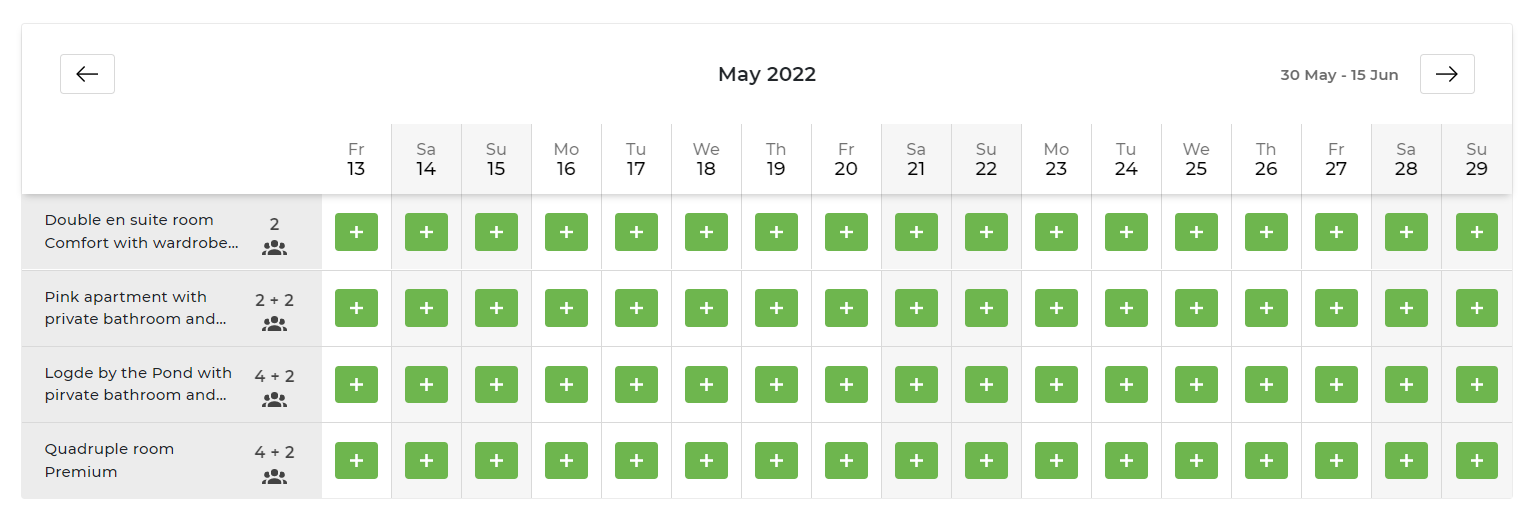 May 2022
30 May - 15 Jun
Fr Sa Su Mo Tu We Th Fr Sa Su Mo Tu We Th Fr Sa Su
13 14 15 16 17 18 19 20 21 22 23 24 25 26 27 28 29
Double en suite room 2
Comfort with wardrobe...
+ + + + + + + + + + + + + + + + +
Pink apartment with 2 + 2
private bathroom and...
+ + + + + + + + + + + + + + + + +
Logde by the Pond with 4 + 2
pirvate bathroom and...
+ + + + + + + + + + + + + + + + +
Quadruple room 4 + 2
Premium
+ + + + + + + + + + + + + + + + +